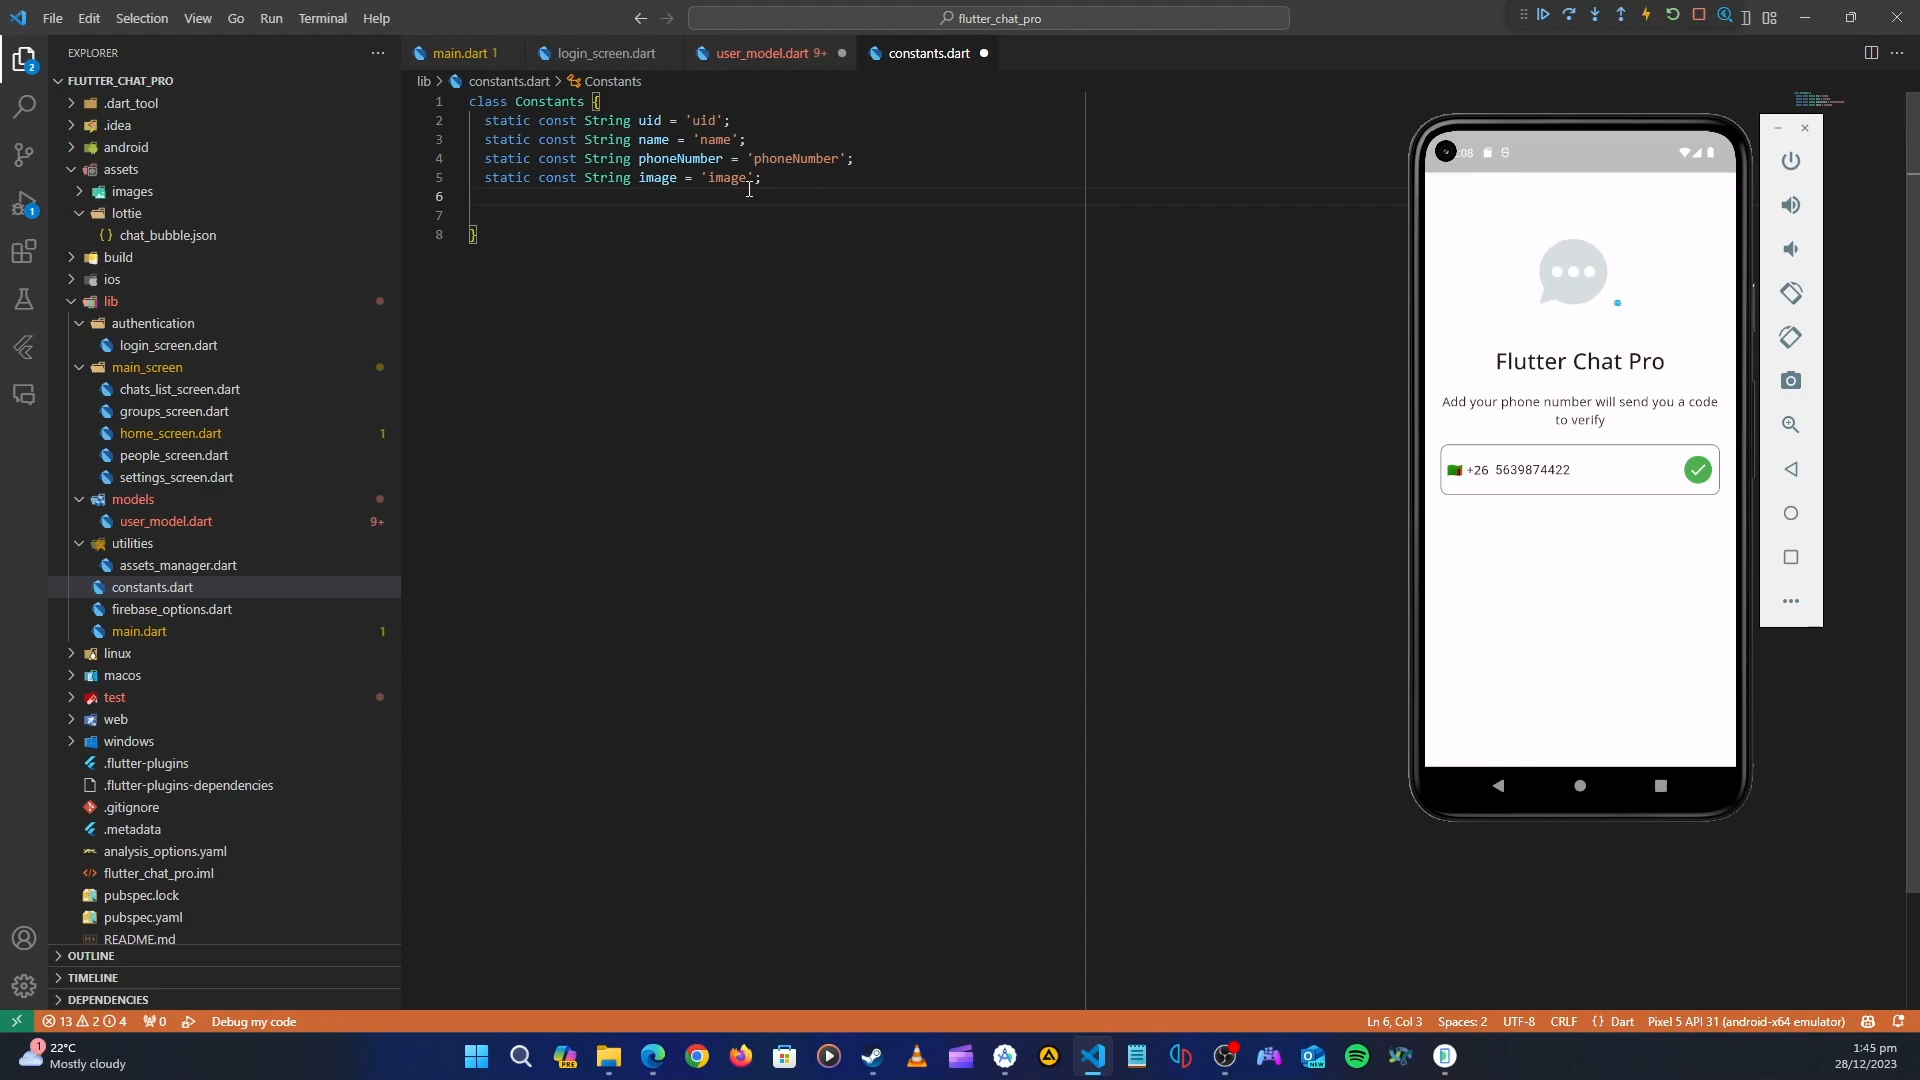 File Edit Selection View Go Run Terminal Help
flutter_chat_pro
EXPLORER
main.dart 1
login_screen.dart
user_model.dart 9+
constants.dart
lib > constants.dart > Constants
FLUTTER_CHAT_PRO
.dart_tool
.idea
android
assets
images
lottie
chat_bubble.json
build
ios
lib
authentication
login_screen.dart
main_screen
chats_list_screen.dart
groups_screen.dart
home_screen.dart 1
people_screen.dart
settings_screen.dart
models
user_model.dart 9+
utilities
assets_manager.dart
constants.dart
firebase_options.dart
main.dart 1
linux
macos
test
web
windows
.flutter-plugins
.flutter-plugins-dependencies
.gitignore
.metadata
analysis_options.yaml
flutter_chat_pro.iml
pubspec.lock
pubspec.yaml
README.md
OUTLINE
TIMELINE
DEPENDENCIES
1 class Constants {
2 static const String uid = 'uid';
3 static const String name = 'name';
4 static const String phoneNumber = 'phoneNumber';
5 static const String image = 'image';
6
7
8 }
:08
Flutter Chat Pro
Add your phone number will send you a code
to verify
+26 5639874422
13 2 4 0 Debug my code
Ln 6, Col 3 Spaces: 2 UTF-8 CRLF {} Dart Pixel 5 API 31 (android-x64 emulator)
22°C
Mostly cloudy
1:45 pm
28/12/2023